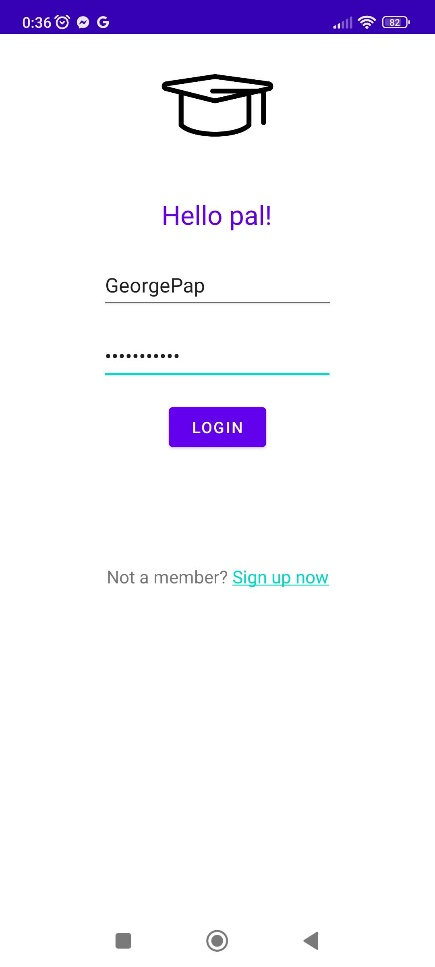 0:36
82
Hello pal!
GeorgePap
•••••••••••
LOGIN
Not a member? Sign up now